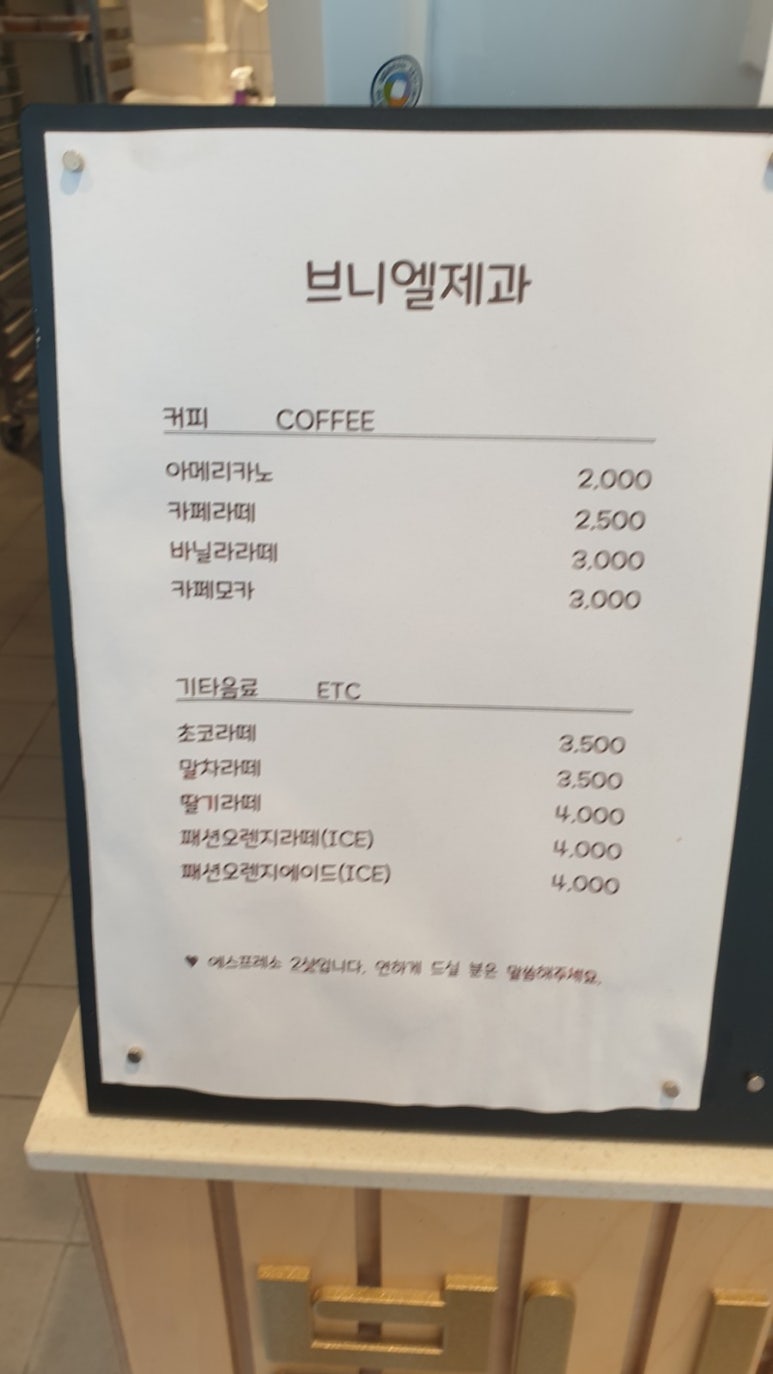 브니엘제과
커피 COFFEE
아메리카노 2,000
카페라떼 2,500
바닐라라떼 3,000
카페모카 3,000
기타음료 ETC
초코라떼 3,500
말차라떼 3,500
딸기라떼 4,000
패션오렌지라떼(ICE) 4,000
패션오렌지에이드(ICE) 4,000
♥ 에스프레소 2샷입니다. 연하게 드실 분은 말씀해주세요.